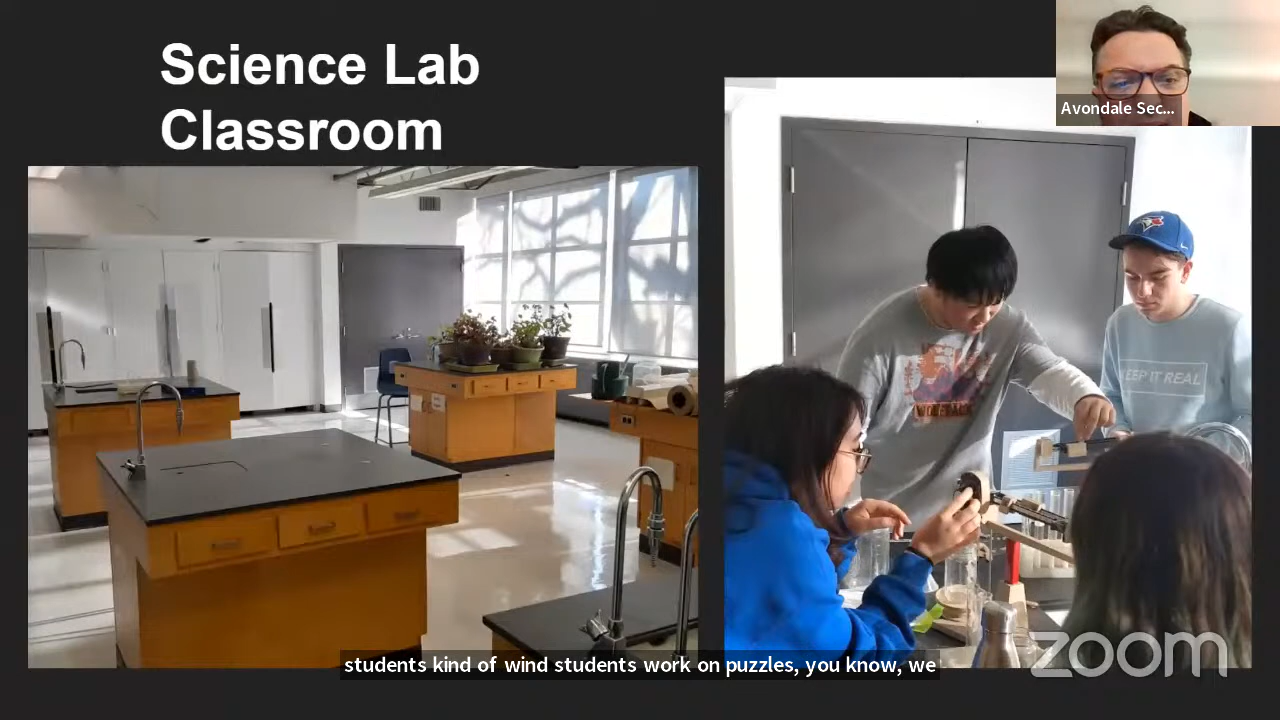 Science Lab
Classroom
Avondale Sec...
KEEP IT REAL
students kind of wind students work on puzzles, you know, we
zoom